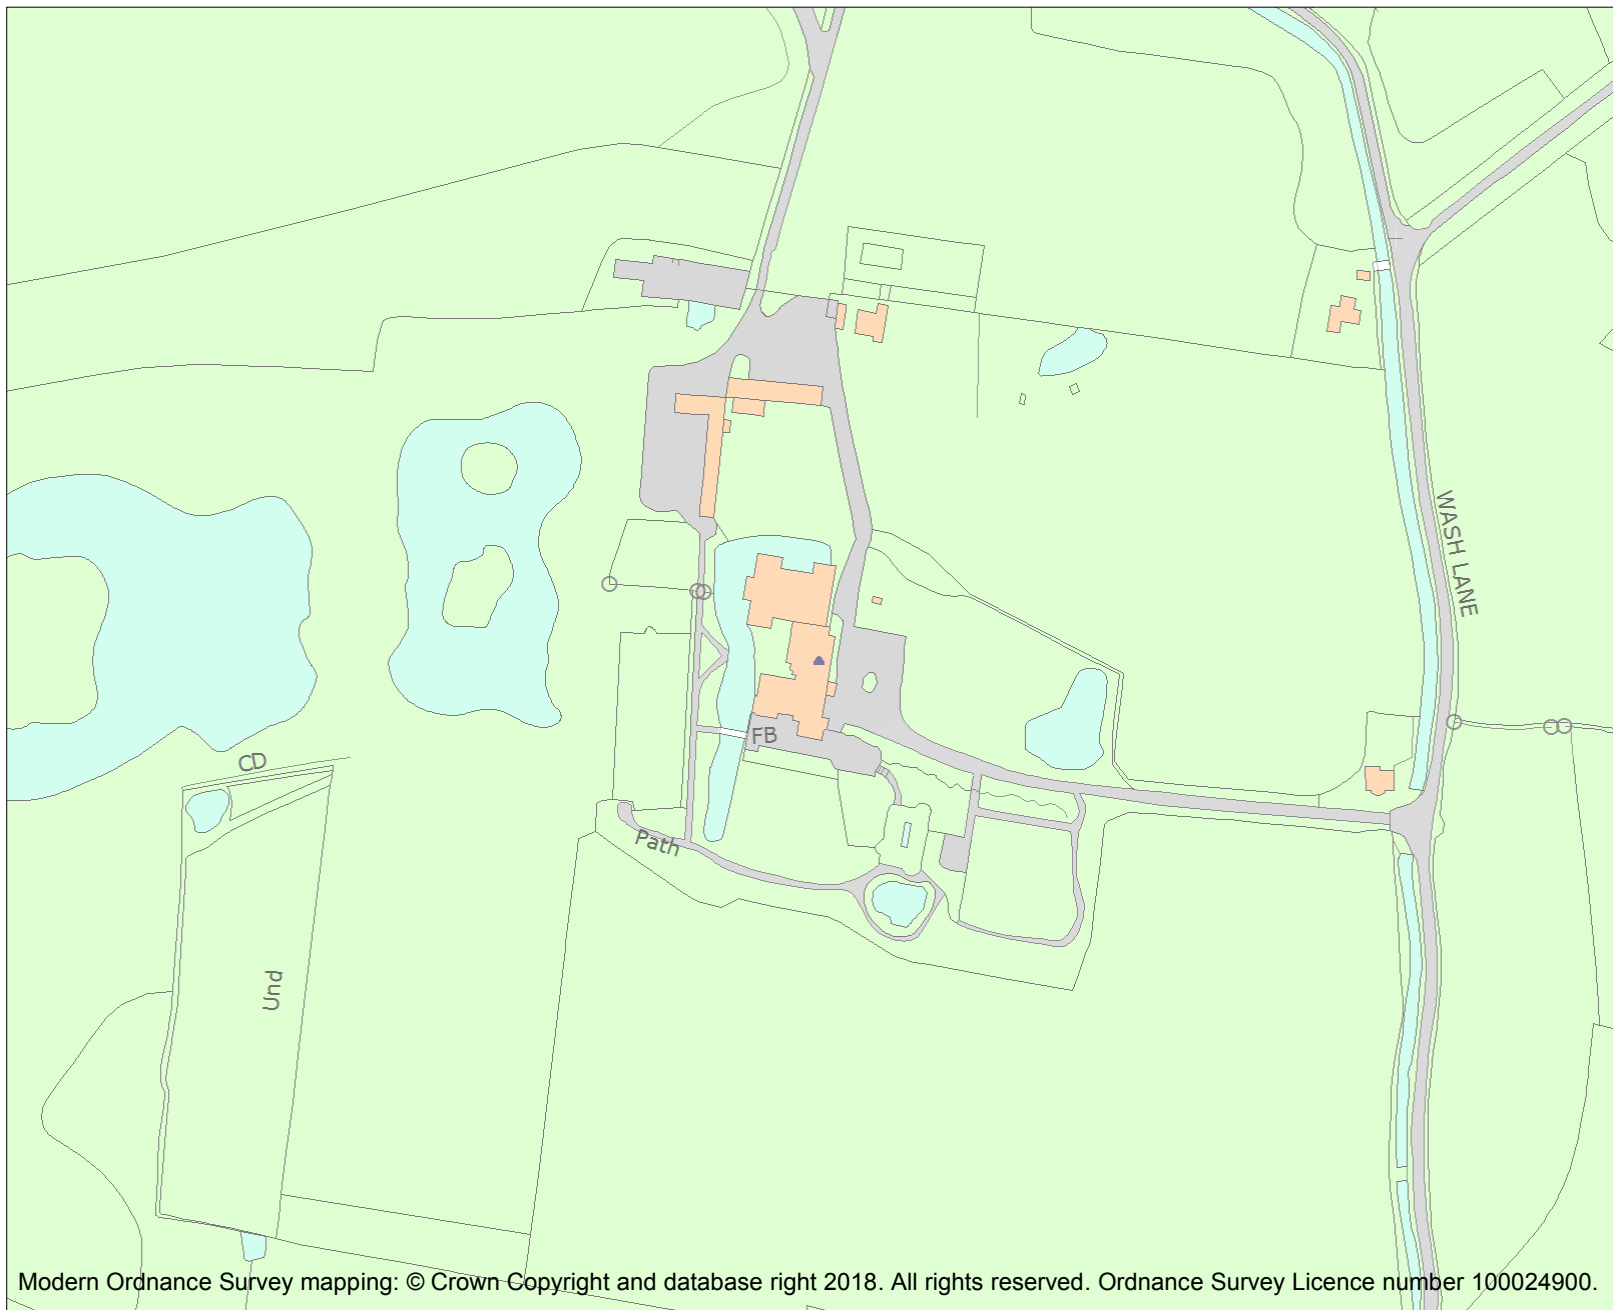 WASH LANE
FB
CD
Path
Und
Modern Ordnance Survey mapping: © Crown Copyright and database right 2018. All rights reserved. Ordnance Survey Licence number 100024900.